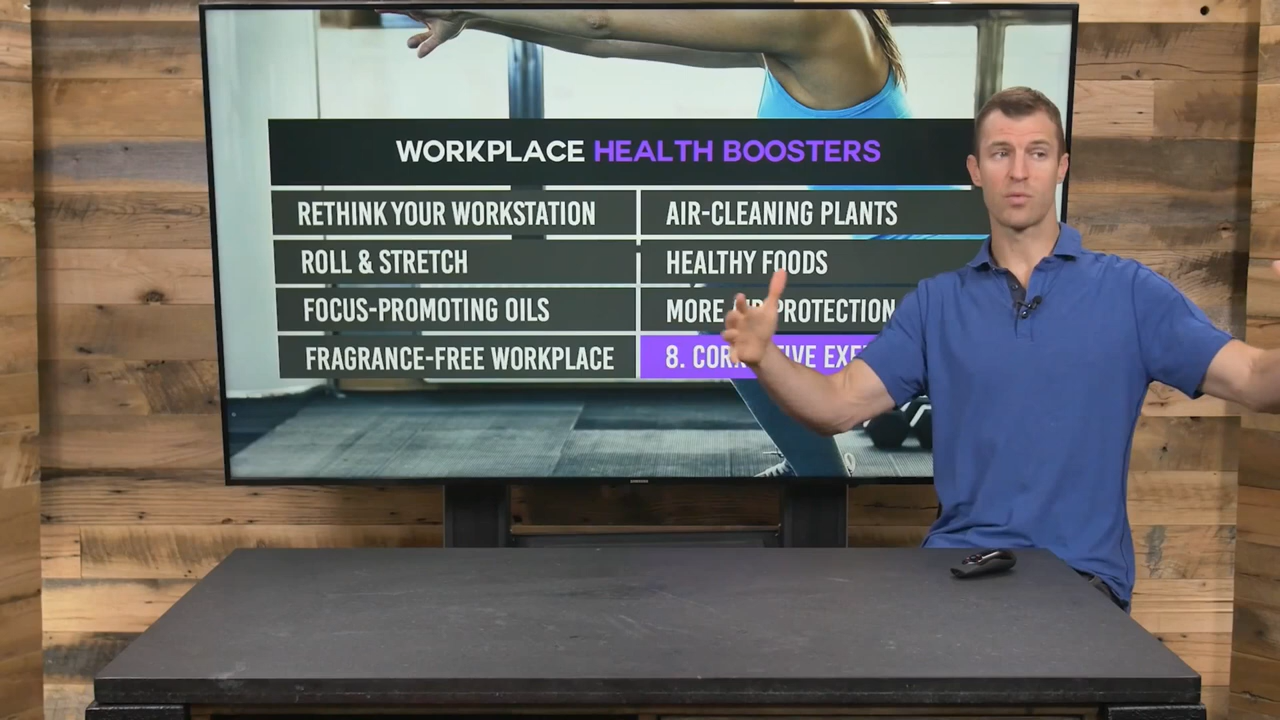 WORKPLACE HEALTH BOOSTERS
RETHINK YOUR WORKSTATION
AIR-CLEANING PLANTS
ROLL & STRETCH
HEALTHY FOODS
FOCUS-PROMOTING OILS
MORE PROTECTION
FRAGRANCE-FREE WORKPLACE
8.
SAMSUNG